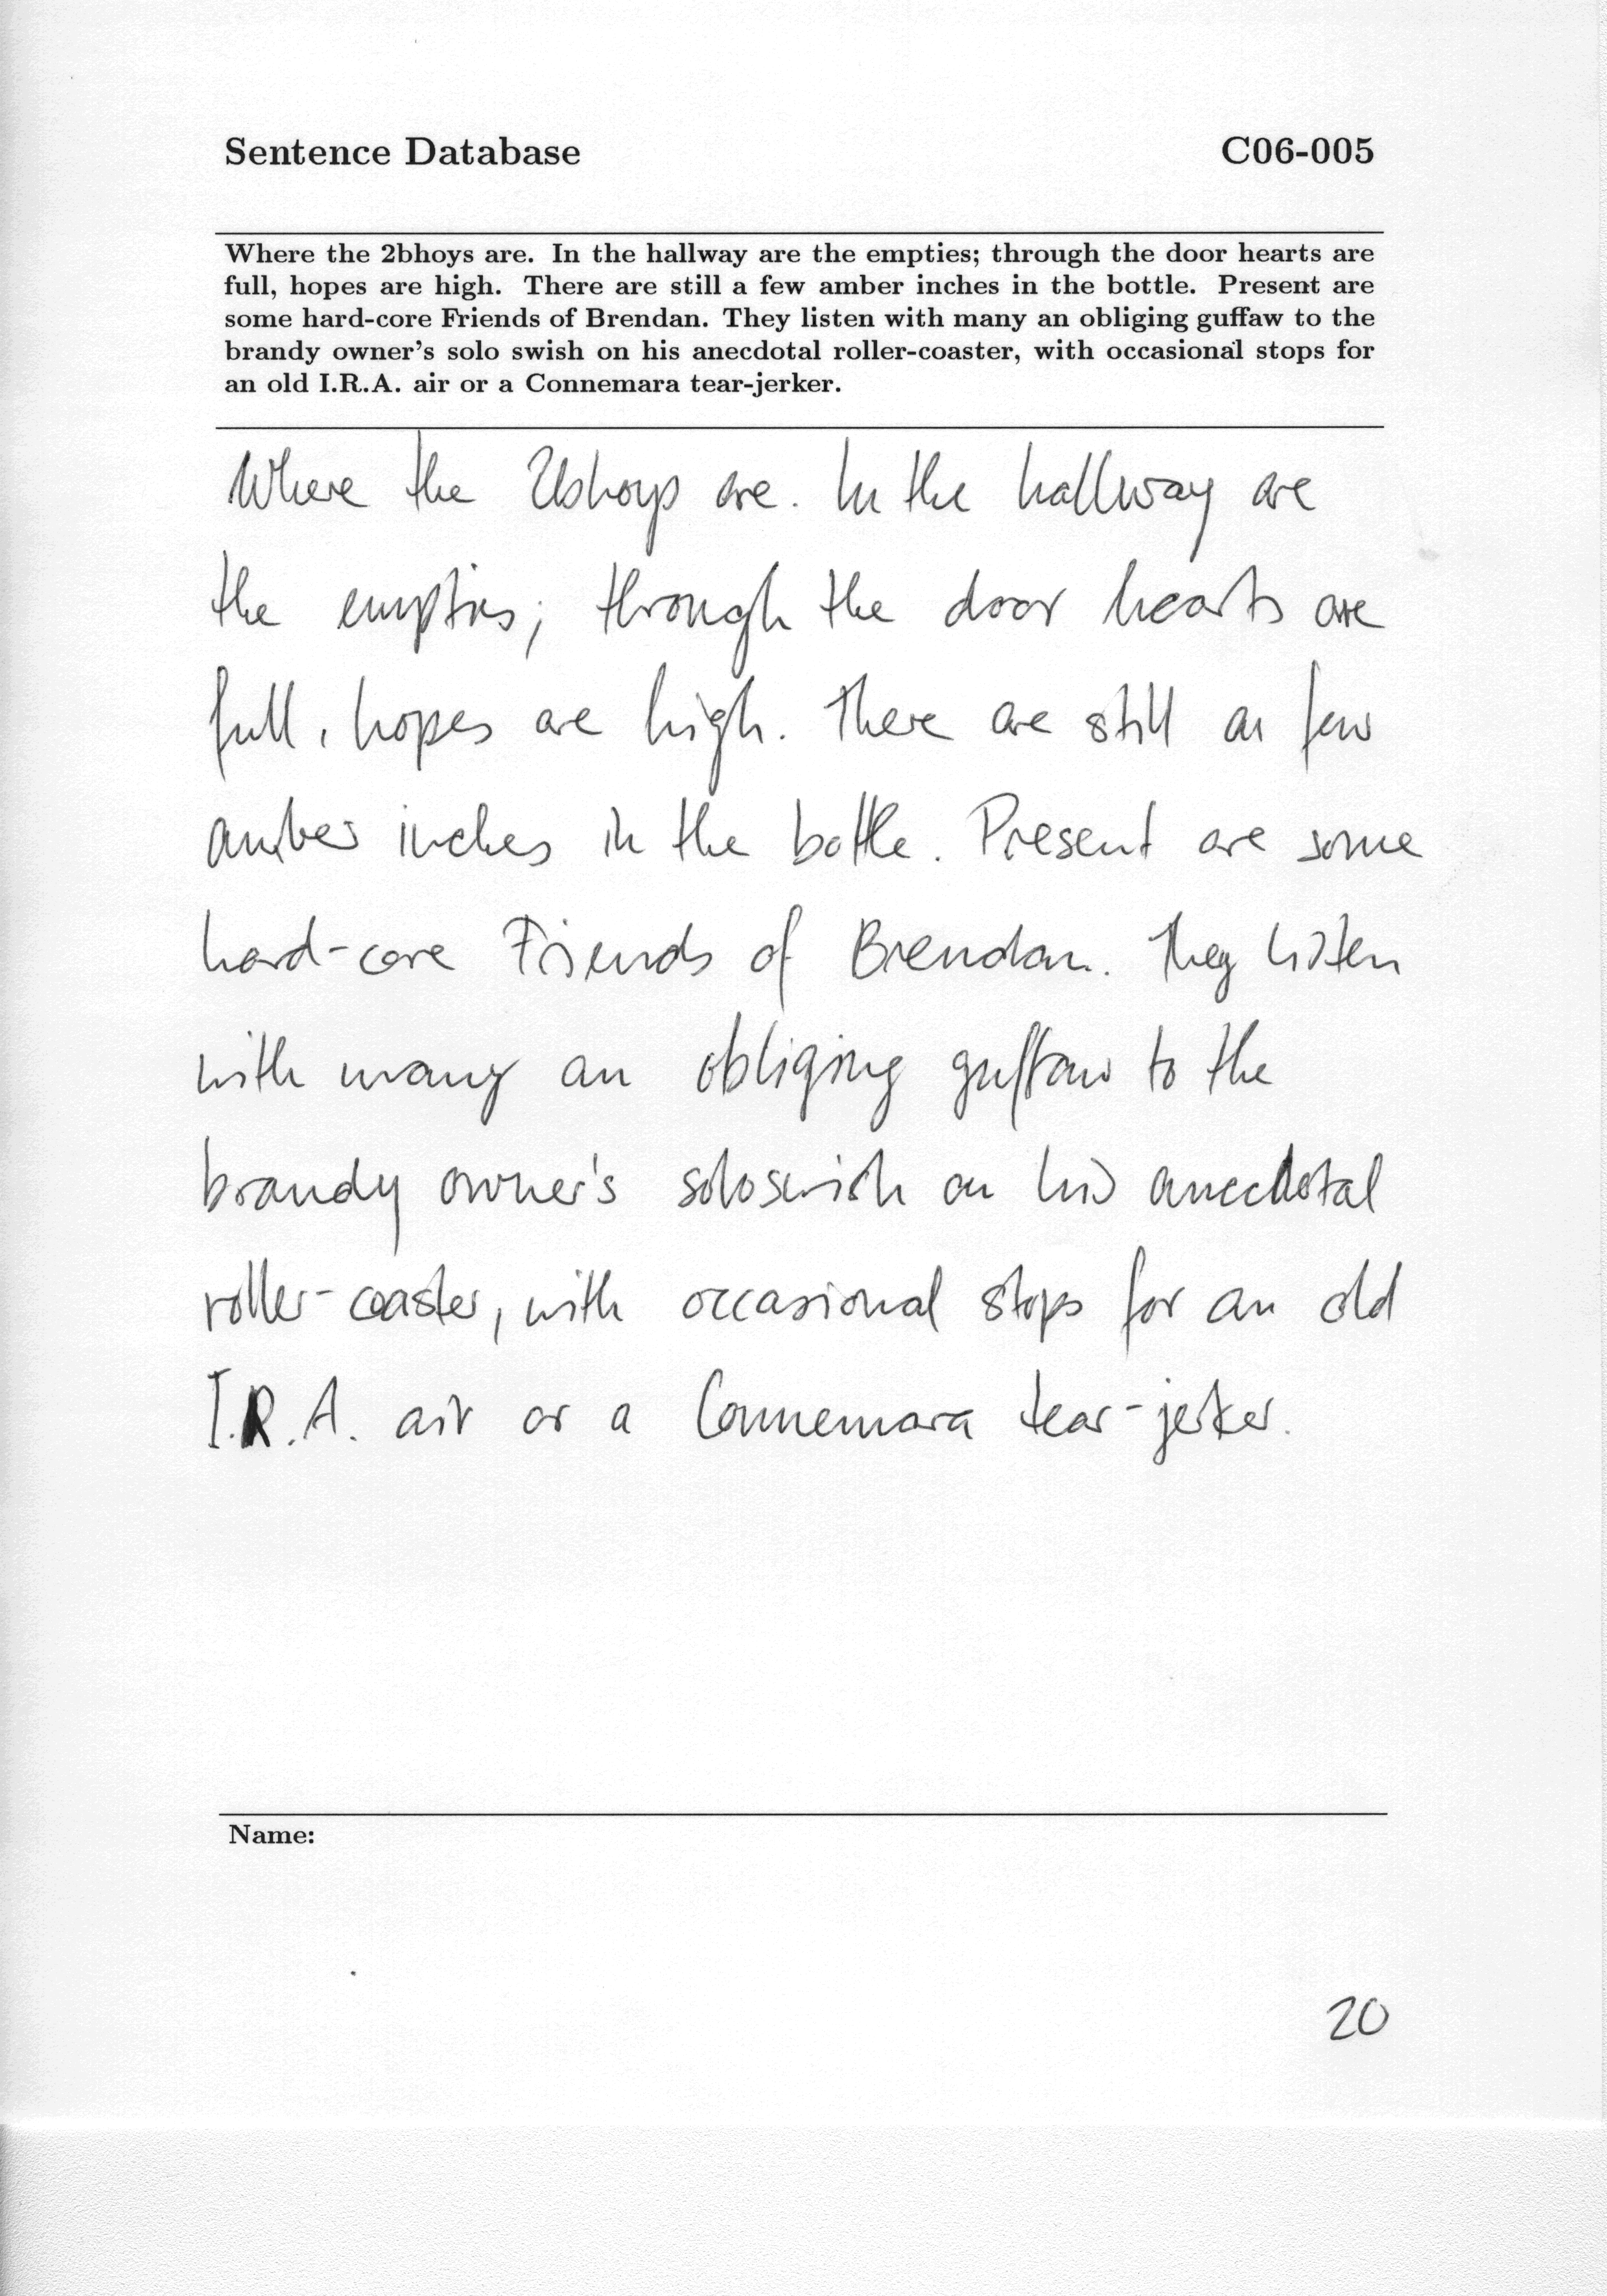 Sentence Database C06-005
Where the 2bhoys are. In the hallway are the empties; through the door hearts are
full, hopes are high. There are still a few amber inches in the bottle. Present are
some hard-core Friends of Brendan. They listen with many an obliging guffaw to the
brandy owner's solo swish on his anecdotal roller-coaster, with occasional stops for
an old I.R.A. air or a Connemara tear-jerker.
Where the 2bhoys are. In the hallway are
the empties; through the door hearts are
full, hopes are high. There are still a few
amber inches in the bottle. Present are some
hard-core Friends of Brendan. They listen
with many an obliging guffaw to the
brandy owner's solo swish on his anecdotal
roller-coaster, with occasional stops for an old
I.R.A. air or a Connemara tear-jerker.
Name:
20